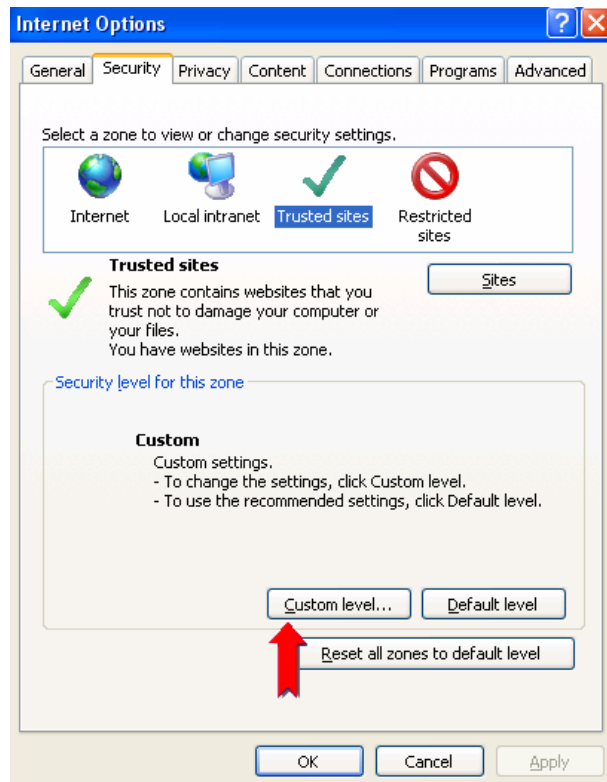 Internet Options
General Security Privacy Content Connections Programs Advanced
Select a zone to view or change security settings.
Internet Local intranet Trusted sites Restricted
sites
Trusted sites
Sites
This zone contains websites that you
trust not to damage your computer or
your files.
You have websites in this zone.
Security level for this zone
Custom
Custom settings.
- To change the settings, click Custom level.
- To use the recommended settings, click Default level.
Custom level... Default level
Reset all zones to default level
OK Cancel Apply